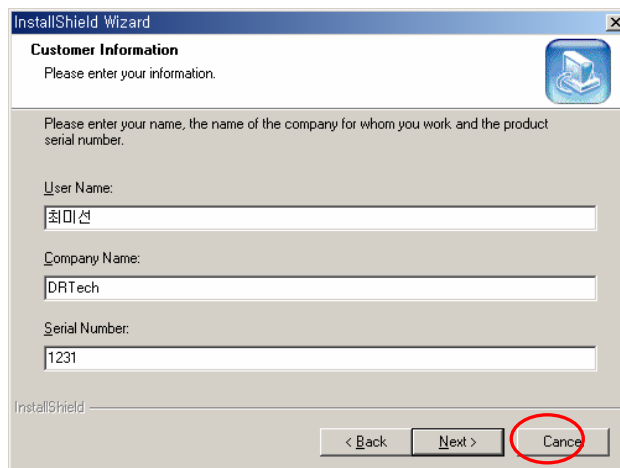 InstallShield Wizard
Customer Information
Please enter your information.
Please enter your name, the name of the company for whom you work and the product
serial number.
User Name:
최미선
Company Name:
DRTech
Serial Number:
1231
InstallShield
< Back Next > Cancel